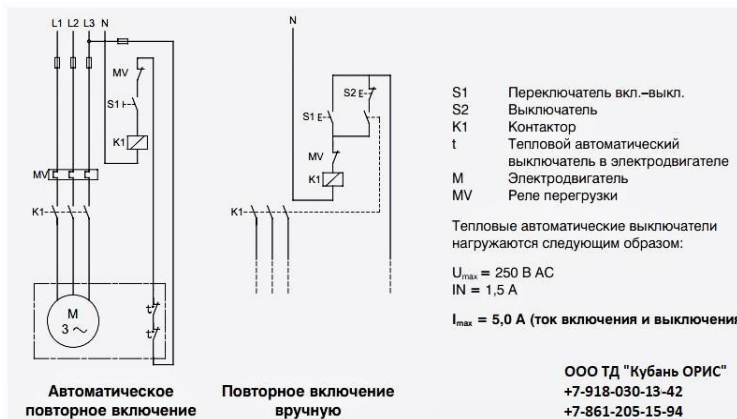 L1 L2 L3 N
MV
S1
K1
MV
K1
M
3 ~
t
t
Автоматическое
повторное включение
N
S2
S1
MV
K1
K1
Повторное включение
вручную
S1 Переключатель вкл.–выкл.
S2 Выключатель
K1 Контактор
t Тепловой автоматический
выключатель в электродвигателе
M Электродвигатель
MV Реле перегрузки
Тепловые автоматические выключатели
нагружаются следующим образом:
Umax = 250 В AC
IN = 1,5 A
Imax = 5,0 A (ток включения и выключения
ООО ТД "Кубань ОРИС"
+7-918-030-13-42
+7-861-205-15-94